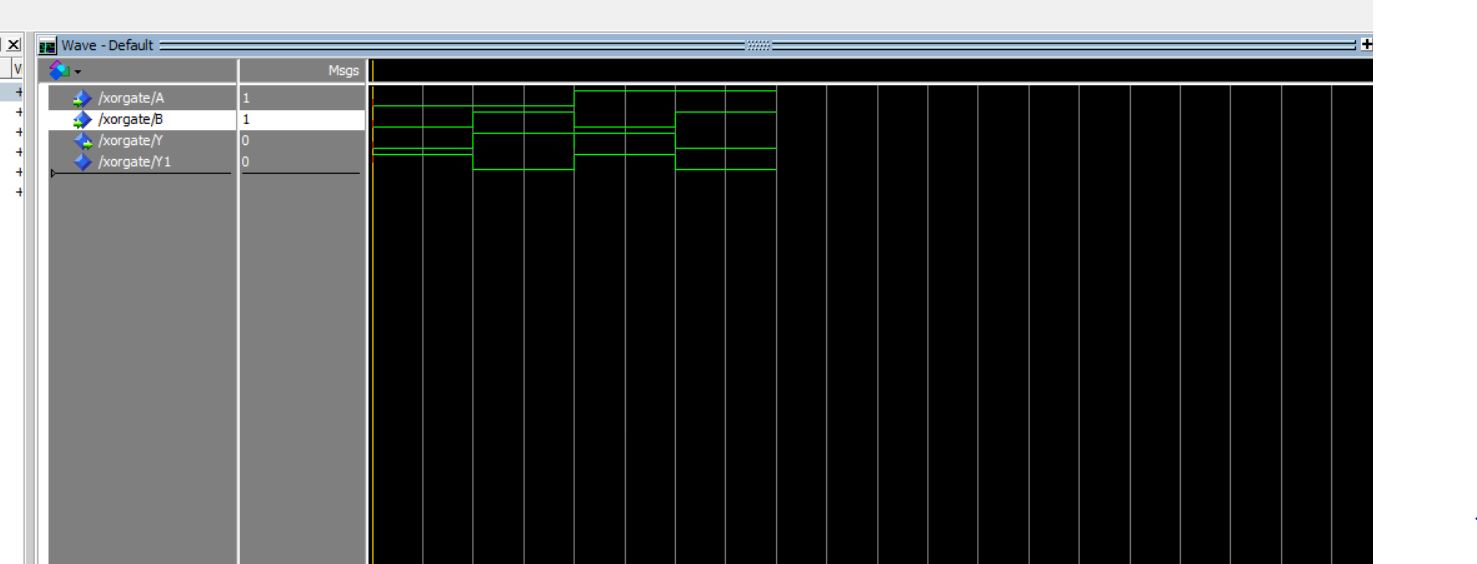 Wave - Default
Msgs
/xorgate/A 1
/xorgate/B 1
/xorgate/Y 0
/xorgate/Y1 0